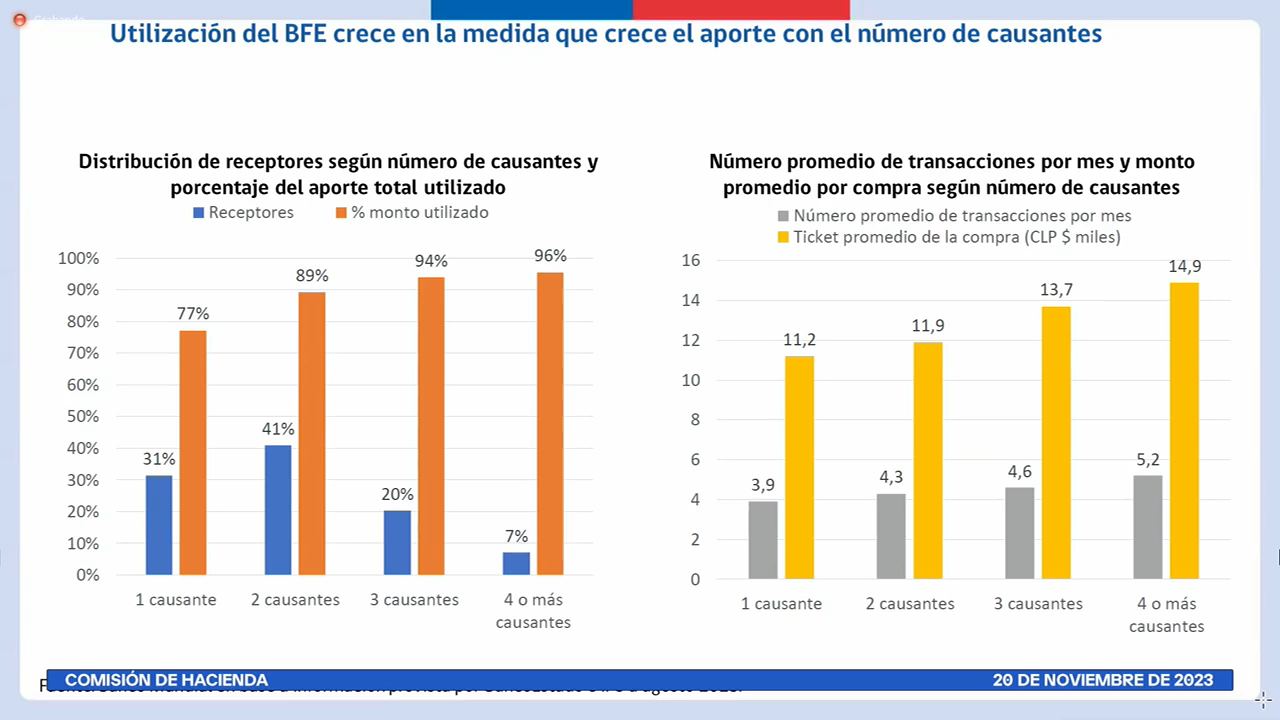 Grabando
Utilización del BFE crece en la medida que crece el aporte con el número de causantes
Distribución de receptores según número de causantes y
porcentaje del aporte total utilizado
Receptores % monto utilizado
100%
90%
80%
70%
60%
50%
40%
30%
20%
10%
0%
31% 77%
41% 89%
20% 94%
7% 96%
1 causante 2 causantes 3 causantes 4 o más
causantes
Número promedio de transacciones por mes y monto
promedio por compra según número de causantes
Número promedio de transacciones por mes
Ticket promedio de la compra (CLP $ miles)
16
14
12
10
8
6
4
2
0
3,9 11,2
4,3 11,9
4,6 13,7
5,2 14,9
1 causante 2 causantes 3 causantes 4 o más
causantes
COMISIÓN DE HACIENDA 20 DE NOVIEMBRE DE 2023